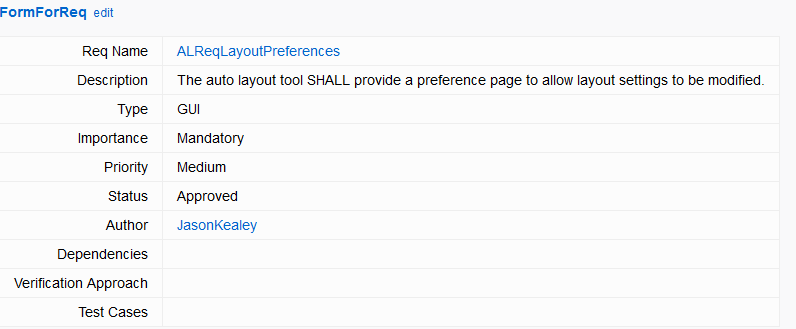 FormForReq edit
Req Name ALReqLayoutPreferences
Description The auto layout tool SHALL provide a preference page to allow layout settings to be modified.
Type GUI
Importance Mandatory
Priority Medium
Status Approved
Author JasonKealey
Dependencies
Verification Approach
Test Cases